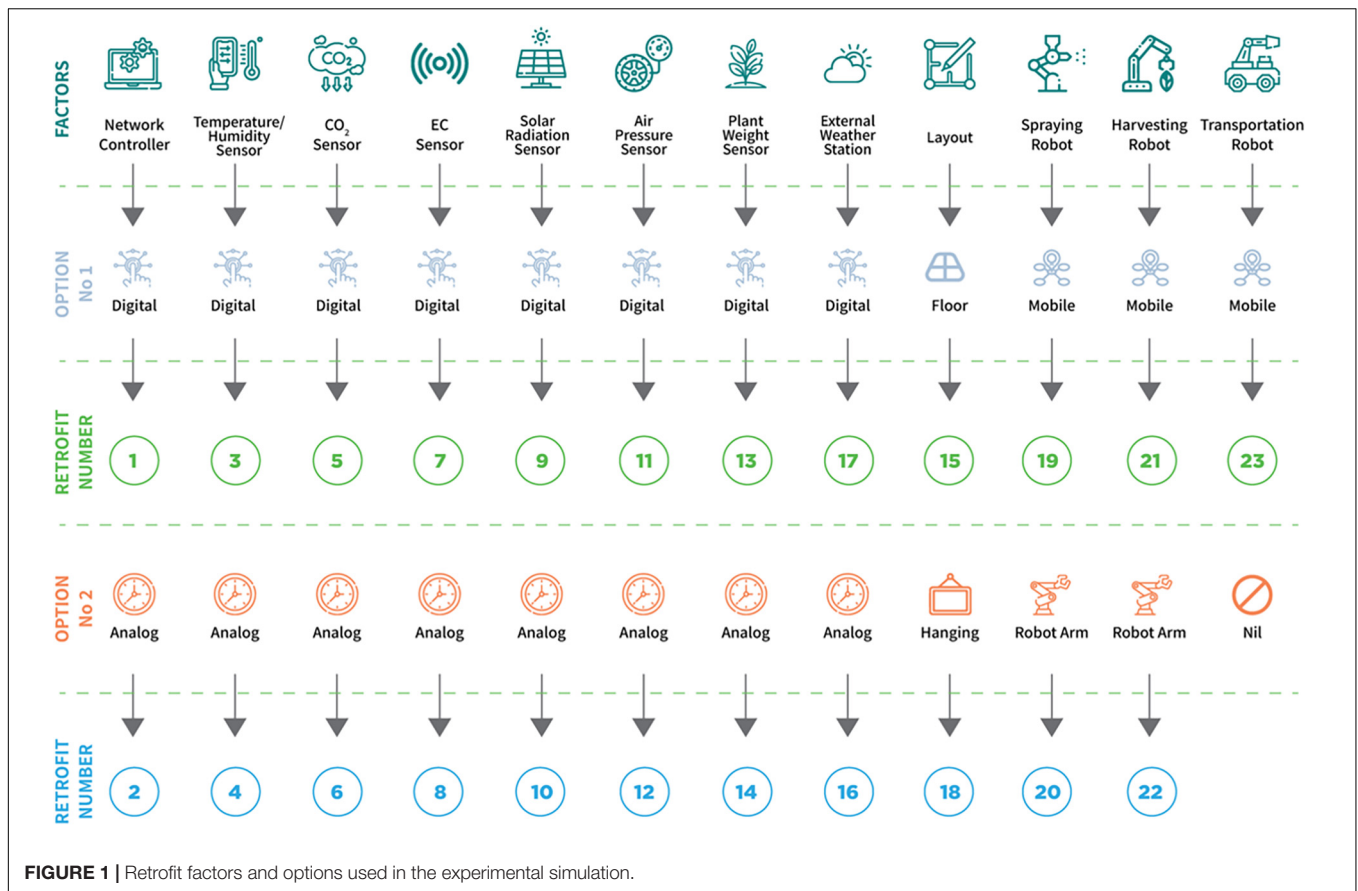 FACTORS
Network
Controller
Temperature/
Humidity
Sensor
CO₂
CO₂
Sensor
EC
Sensor
Solar
Radiation
Sensor
Air
Pressure
Sensor
Plant
Weight
Sensor
External
Weather
Station
Layout
Spraying
Robot
Harvesting
Robot
Transportation
Robot
OPTION
No 1
Digital
Digital
Digital
Digital
Digital
Digital
Digital
Digital
Floor
Mobile
Mobile
Mobile
RETROFIT
NUMBER
1
3
5
7
9
11
13
17
15
19
21
23
OPTION
No 2
Analog
Analog
Analog
Analog
Analog
Analog
Analog
Analog
Hanging
Robot Arm
Robot Arm
Nil
RETROFIT
NUMBER
2
4
6
8
10
12
14
16
18
20
22
FIGURE 1 | Retrofit factors and options used in the experimental simulation.